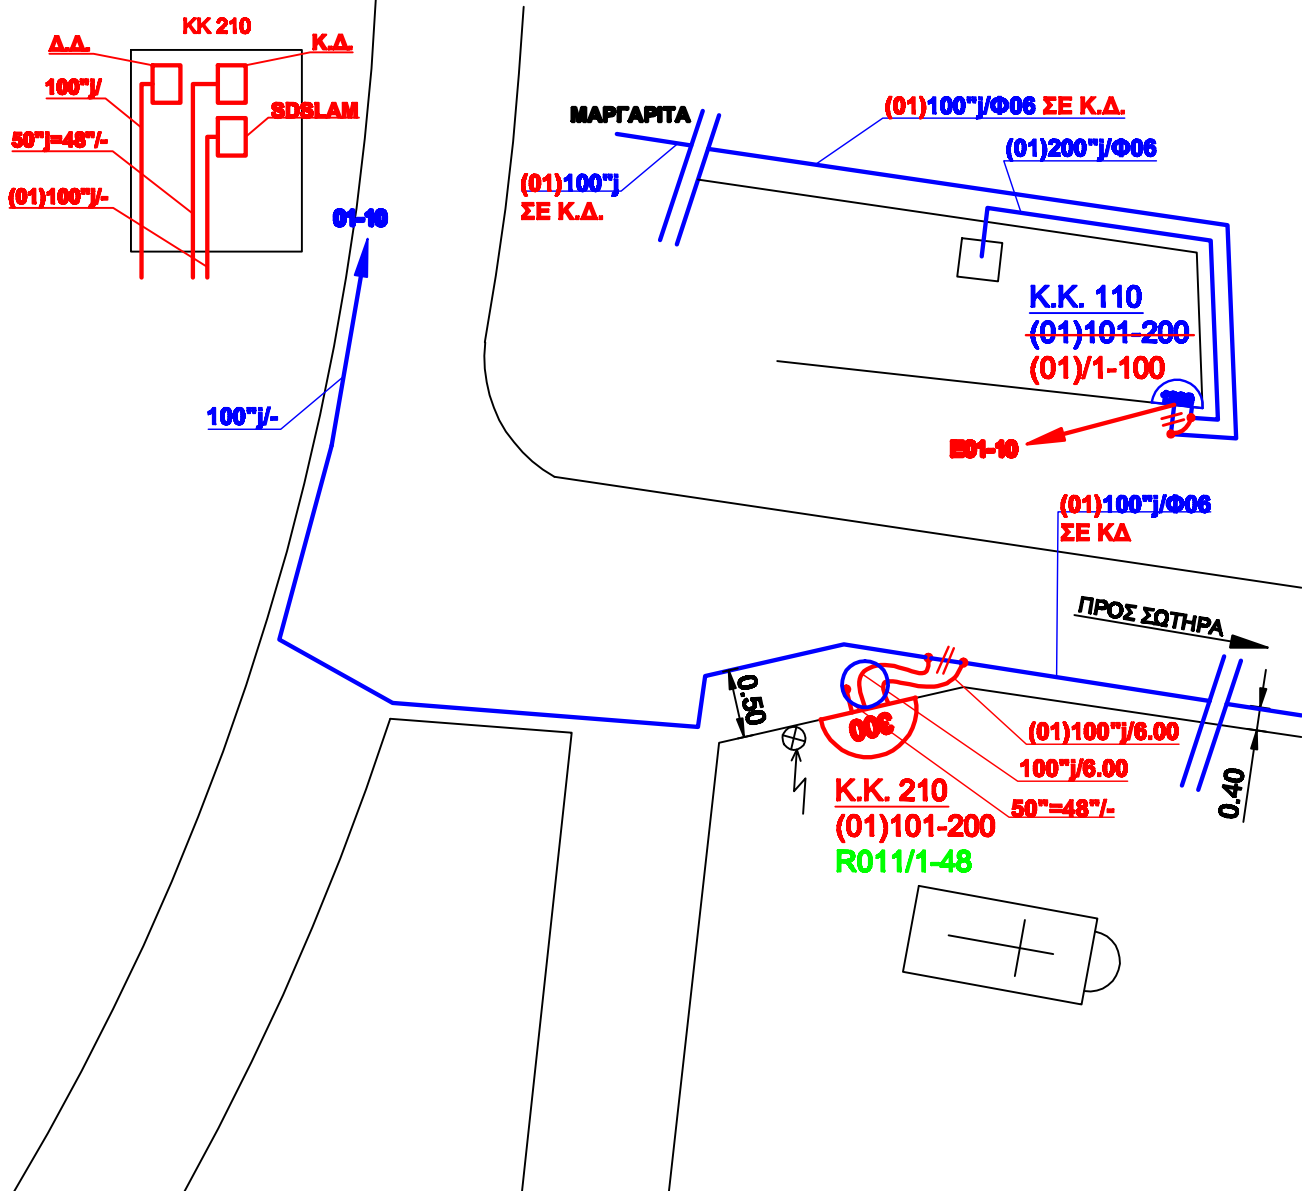 ΚΚ 210
Δ.Δ.
Κ.Δ.
100"j/
SDSLAM
50"j=48"/-
(01)100"j/-
01-10
100"j/-
ΜΑΡΓΑΡΙΤΑ
(01)100"j
ΣΕ Κ.Δ.
(01)100"j/Φ06 ΣΕ Κ.Δ.
(01)200"j/Φ06
Κ.Κ. 110
(01)101-200
(01)/1-100
E01-10
(01)100"j/Φ06
ΣΕ ΚΔ
ΠΡΟΣ ΣΩΤΗΡΑ
0.50
300
(01)100"j/6.00
100"j/6.00
50"=48"/-
0.40
Κ.Κ. 210
(01)101-200
R011/1-48